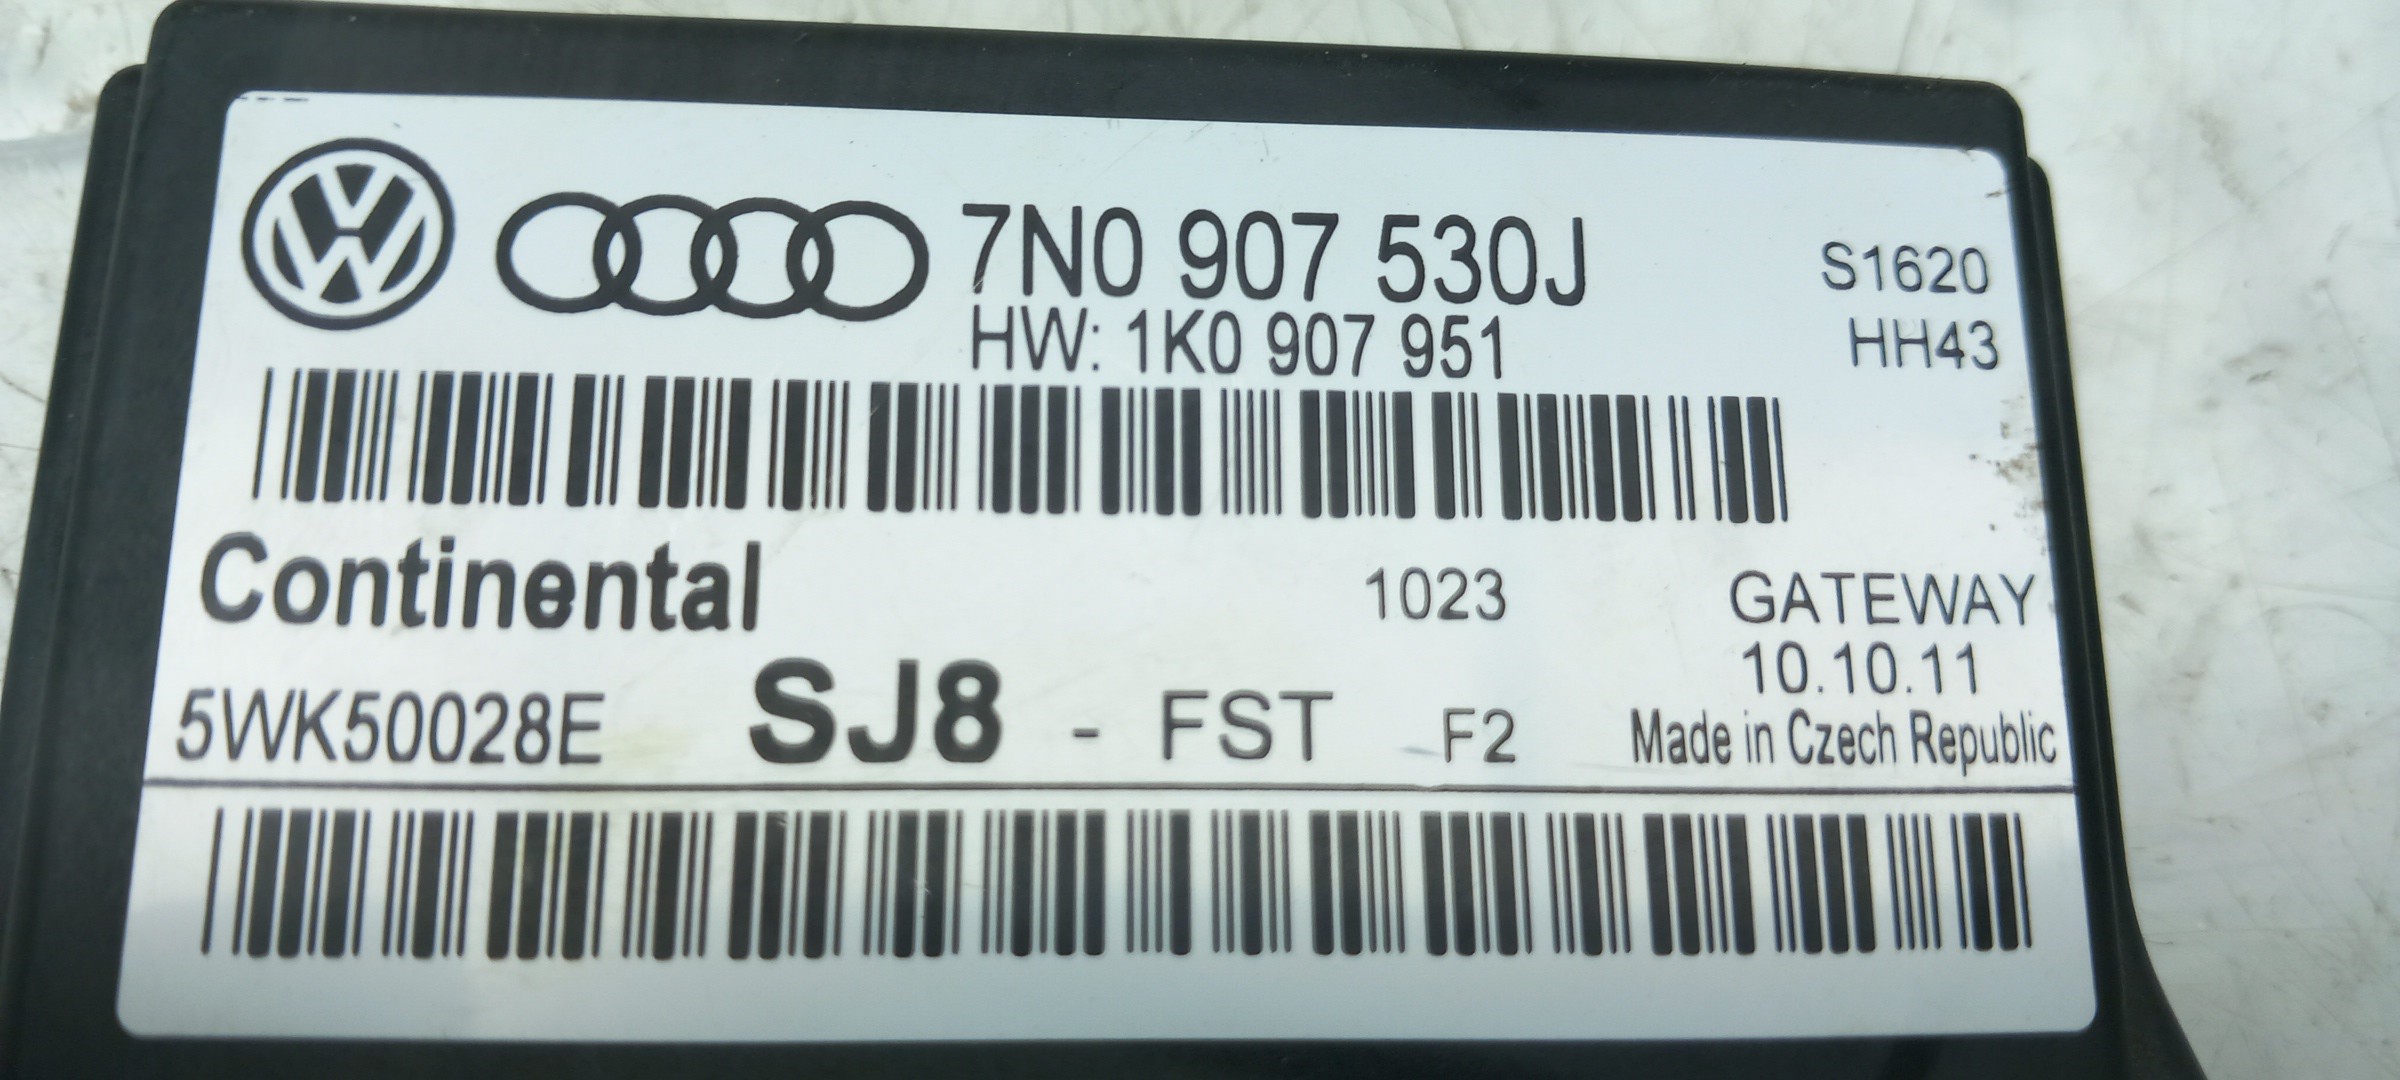 7N0 907 530J S1620
HW: 1K0 907 951 HH43
Continental 1023 GATEWAY
10.10.11
5WK50028E SJ8 - FST F2 Made in Czech Republic